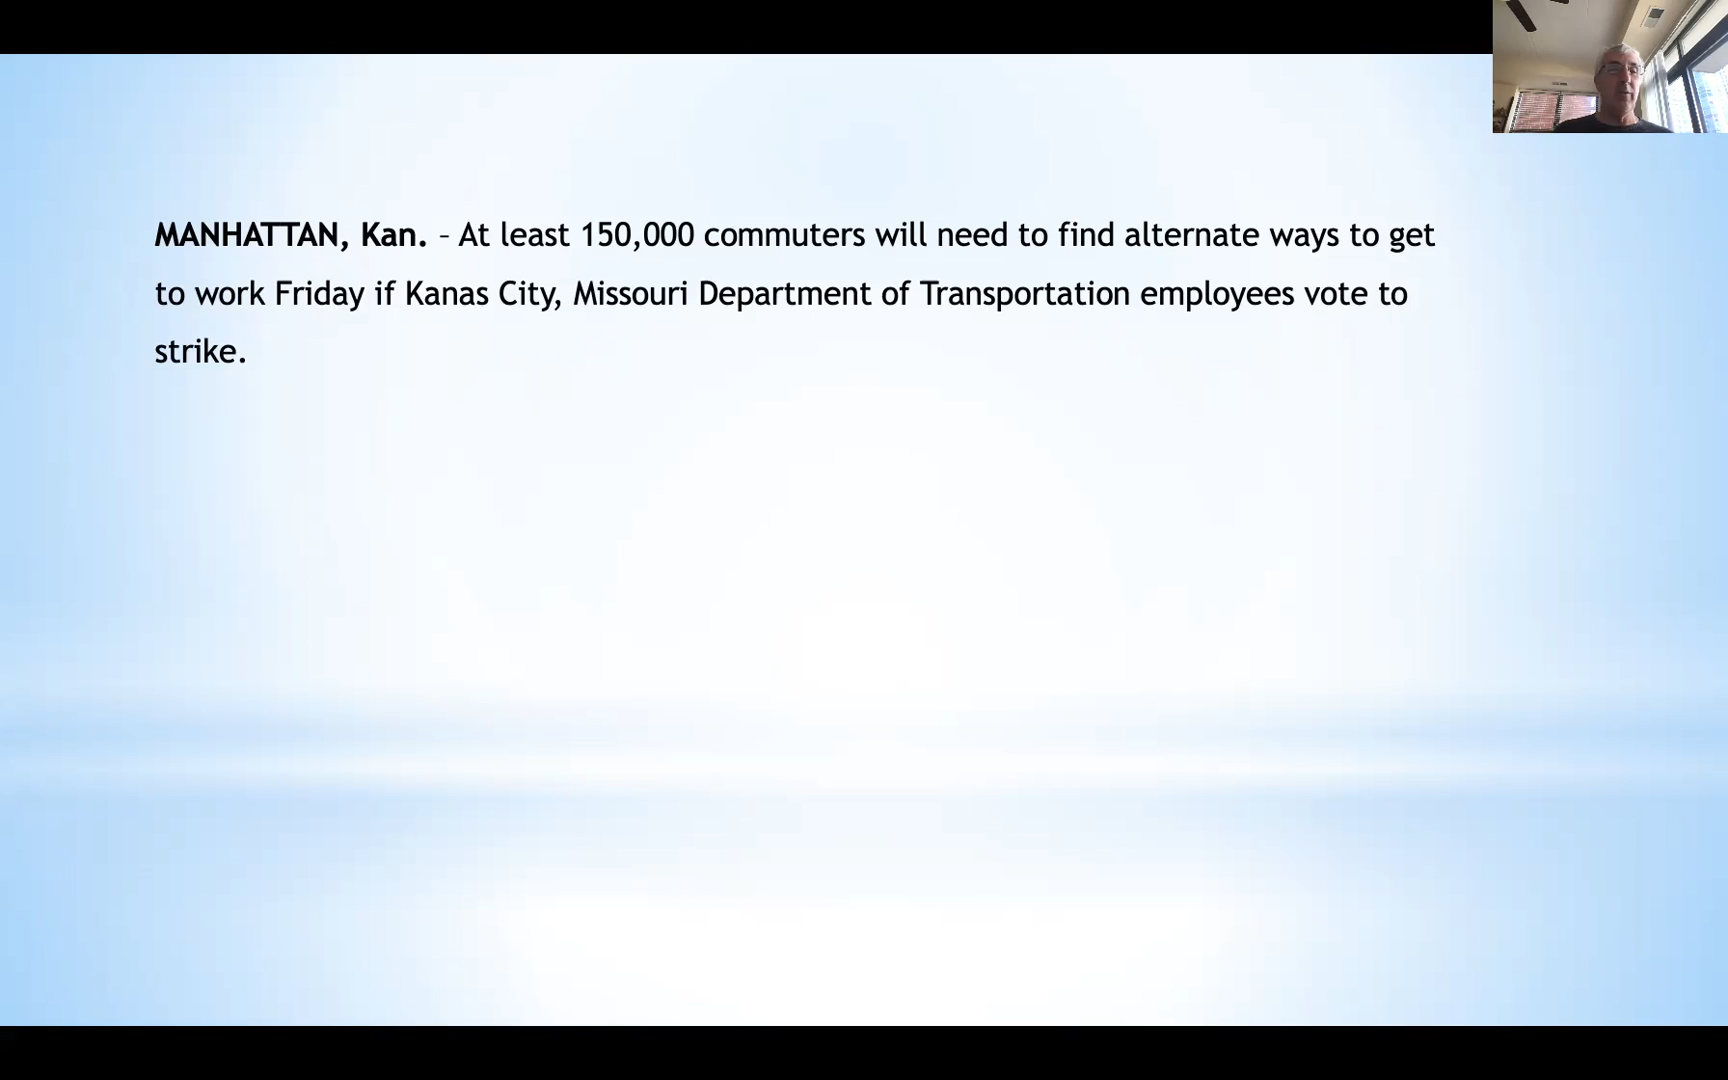 MANHATTAN, Kan. – At least 150,000 commuters will need to find alternate ways to get
to work Friday if Kanas City, Missouri Department of Transportation employees vote to
strike.